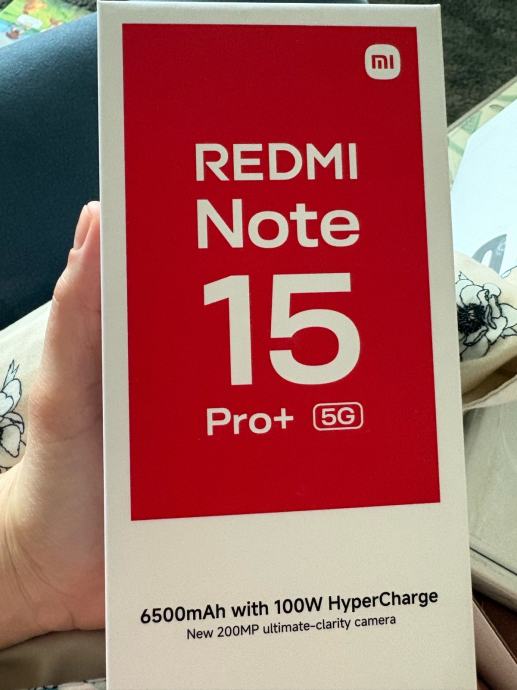 mi
REDMI
Note
15
Pro+ 5G
6500mAh with 100W HyperCharge
New 200MP ultimate-clarity camera